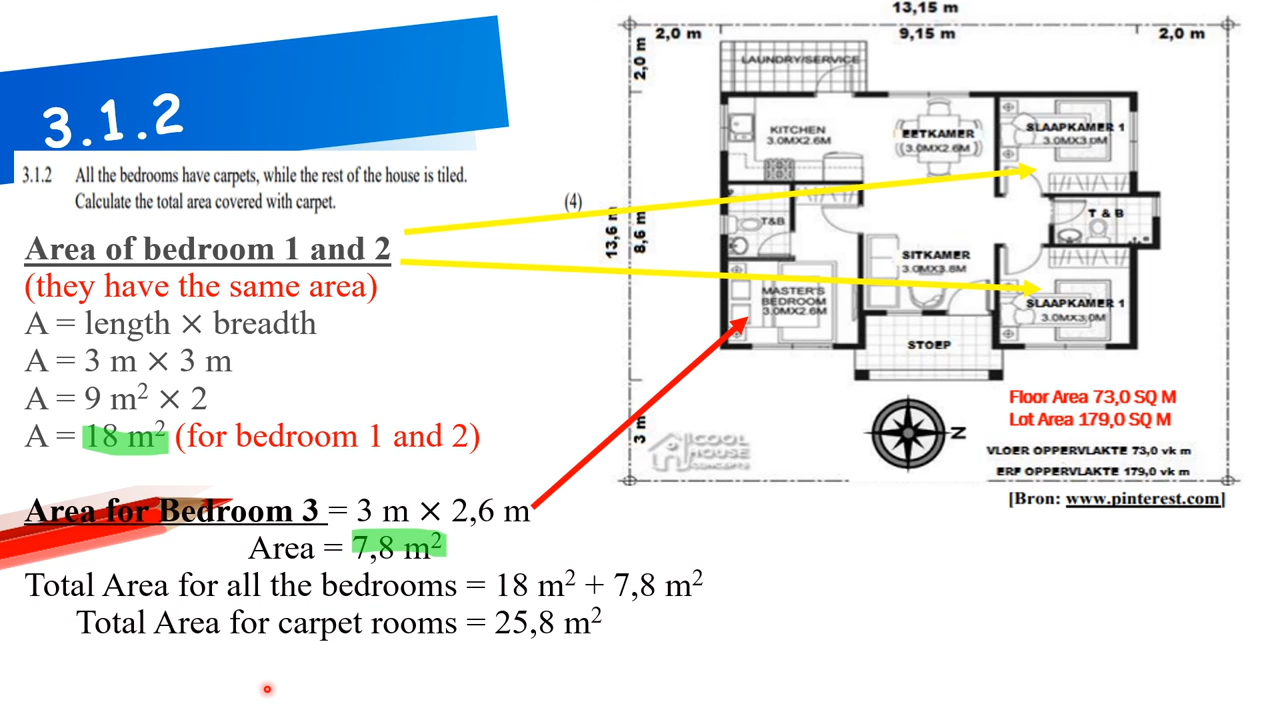 3.1.2
3.1.2 All the bedrooms have carpets, while the rest of the house is tiled.
Calculate the total area covered with carpet.
(4)
Area of bedroom 1 and 2
(they have the same area)
A = length × breadth
A = 3 m × 3 m
A = 9 m² × 2
A = 18 m² (for bedroom 1 and 2)
Area for Bedroom 3 = 3 m × 2,6 m
Area = 7,8 m²
Total Area for all the bedrooms = 18 m² + 7,8 m²
Total Area for carpet rooms = 25,8 m²
13,15 m
2,0 m
9,15 m
2,0 m
2,0 m
LAUNDRY/SERVICE
KITCHEN
3.0MX2.6M
EETKAMER
(3.0MX2.6M)
SLAAPKAMER 1
3.0MX3.0M
13,6 m
8,6 m
T&B
T & B
SITKAMER
3.0MX3.8M
MASTER'S
BEDROOM
3.0MX2.6M
SLAAPKAMER 1
3.0MX3.0M
STOEP
3 m
N
COOL
HOUSE
CONCEPTS
Floor Area 73,0 SQ M
Lot Area 179,0 SQ M
VLOER OPPERVLAKTE 73,0 vk m
ERF OPPERVLAKTE 179,0 vk m
[Bron: www.pinterest.com]